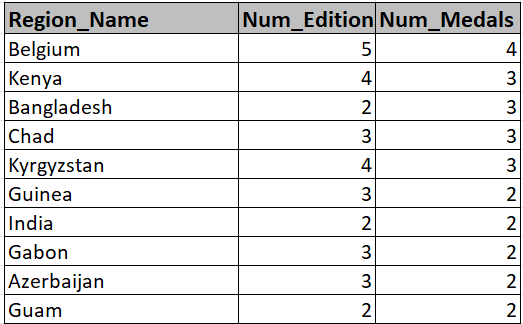 Region_Name Num_Edition Num_Medals
Belgium 5 4
Kenya 4 3
Bangladesh 2 3
Chad 3 3
Kyrgyzstan 4 3
Guinea 3 2
India 2 2
Gabon 3 2
Azerbaijan 3 2
Guam 2 2